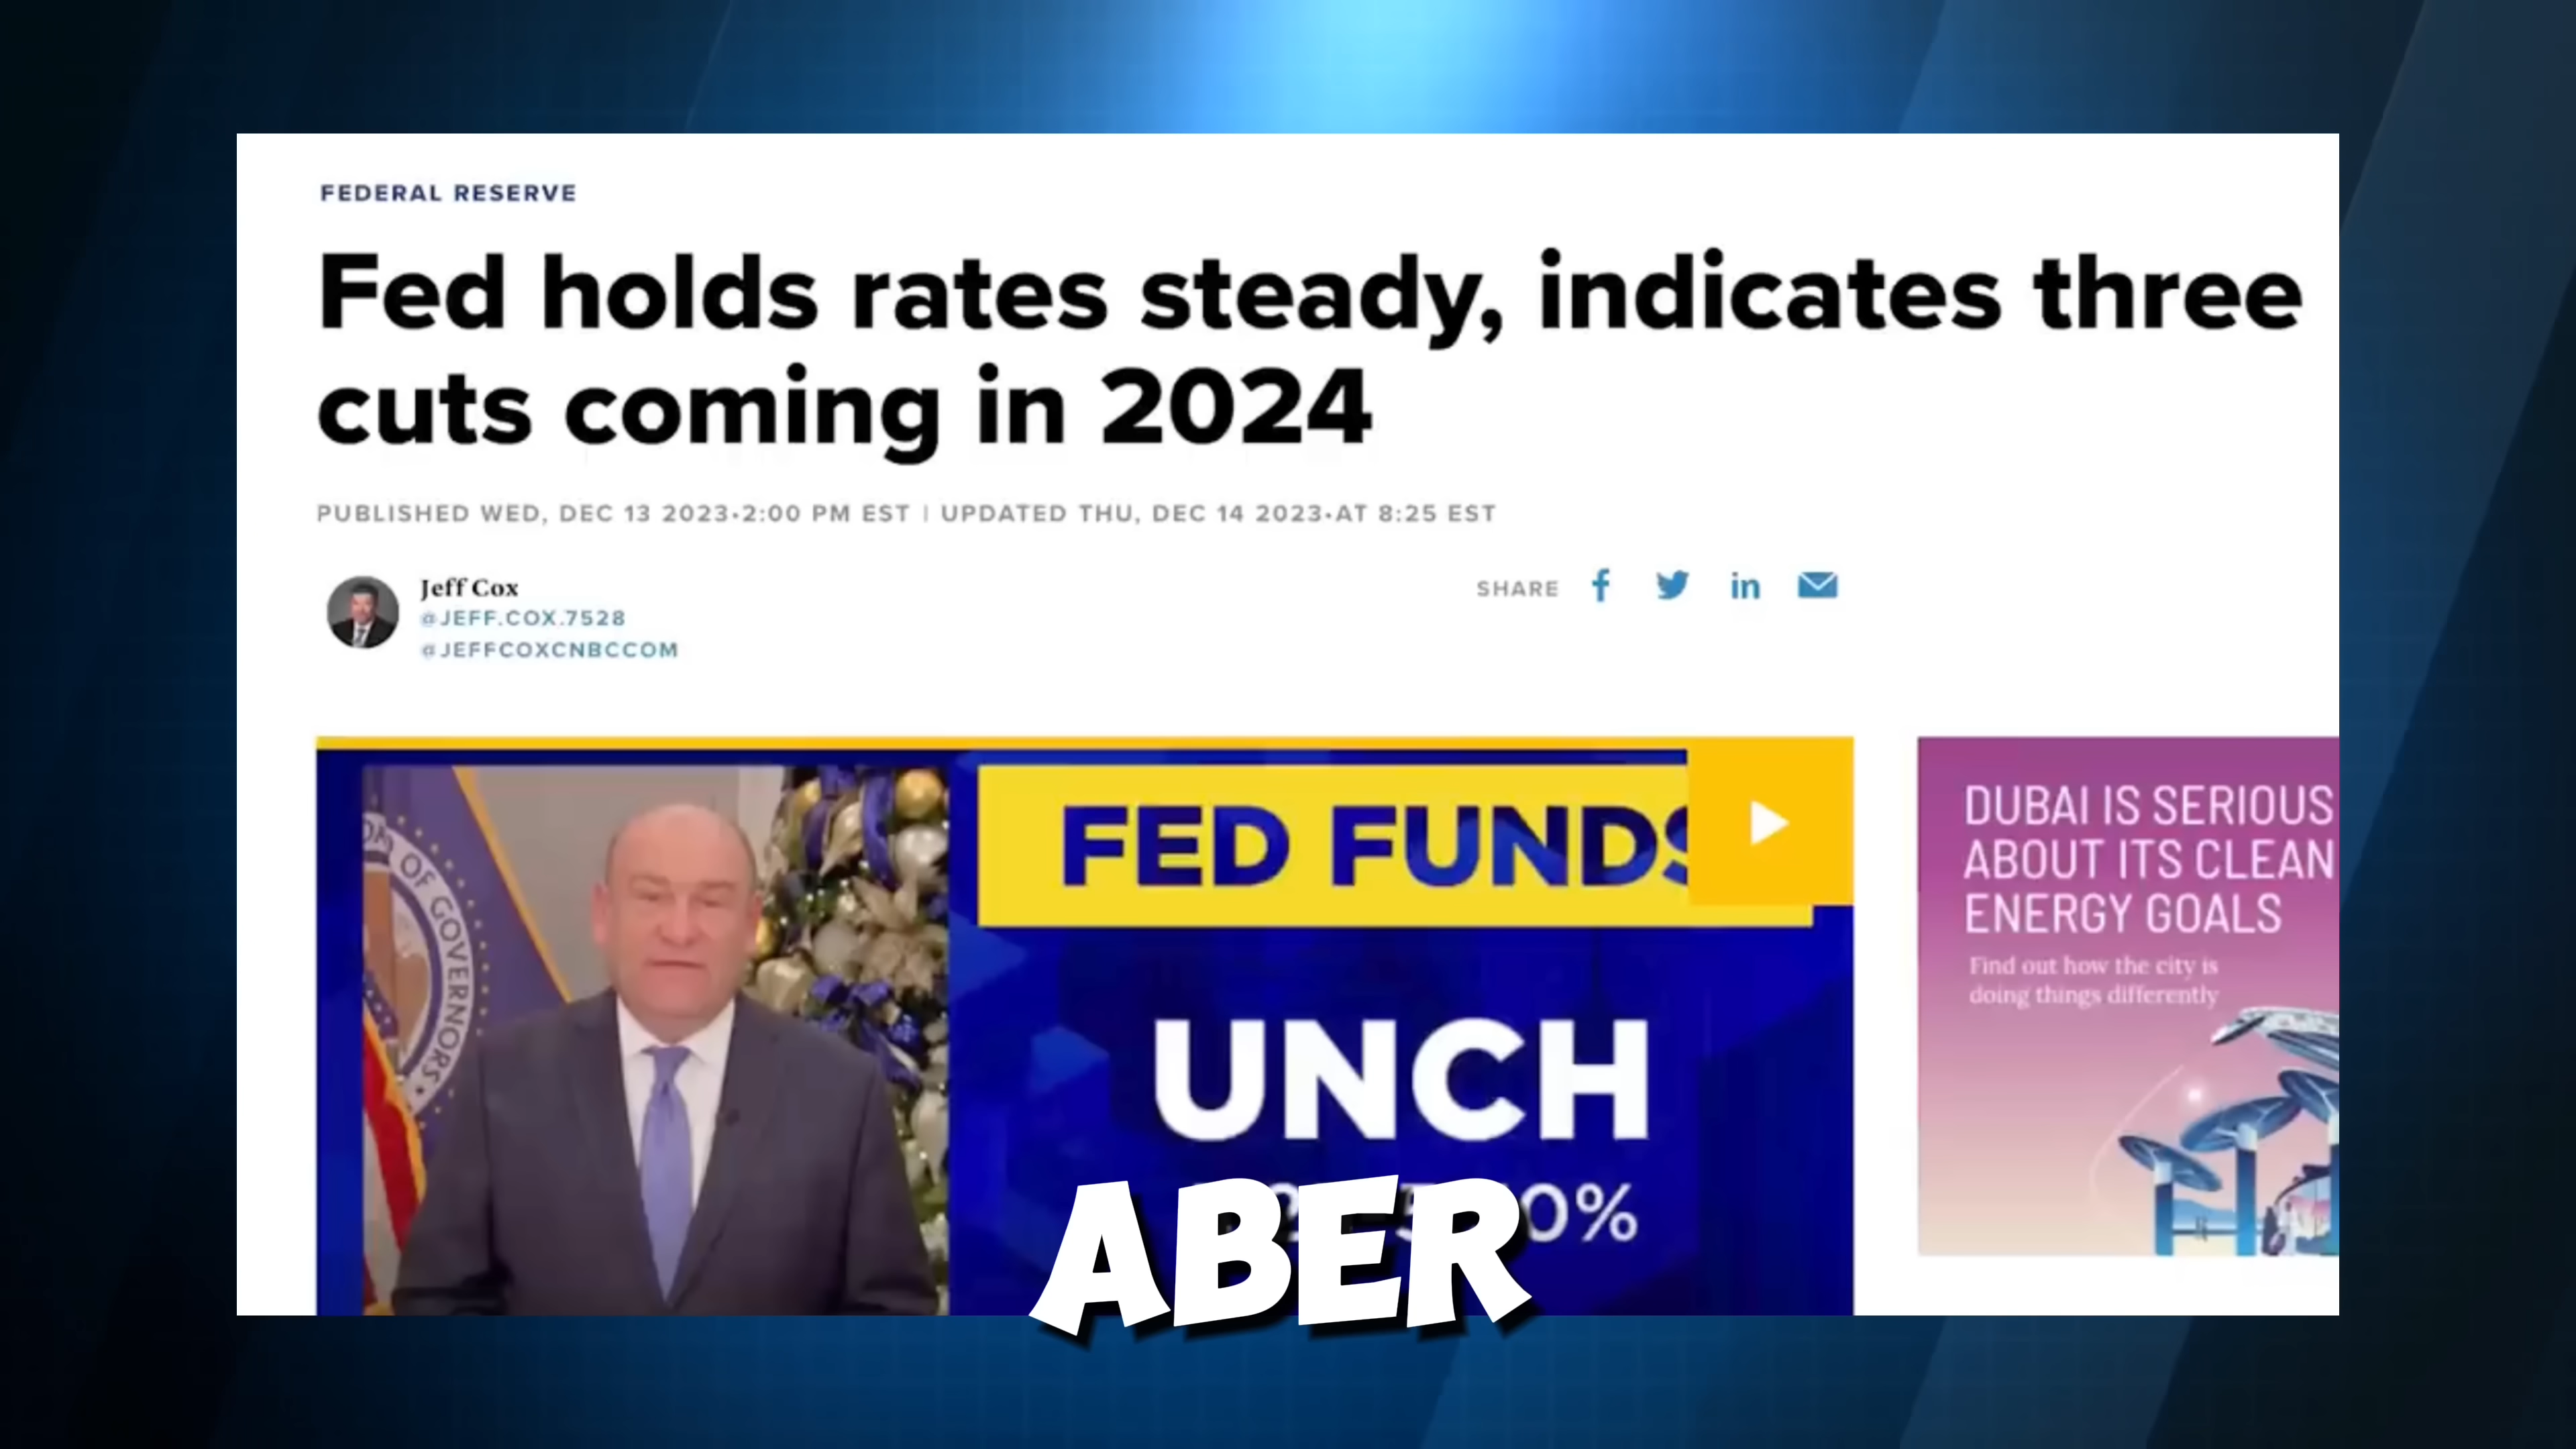 FEDERAL RESERVE
Fed holds rates steady, indicates three
cuts coming in 2024
PUBLISHED WED, DEC 13 2023•2:00 PM EST | UPDATED THU, DEC 14 2023•AT 8:25 EST
Jeff Cox
@JEFF.COX.7528
@JEFFCOXCNBCCOM
SHARE
OF GOVERNORS
FED FUNDS
UNCH
0%
ABER
DUBAI IS SERIOUS
ABOUT ITS CLEAN
ENERGY GOALS
Find out how the city is
doing things differently